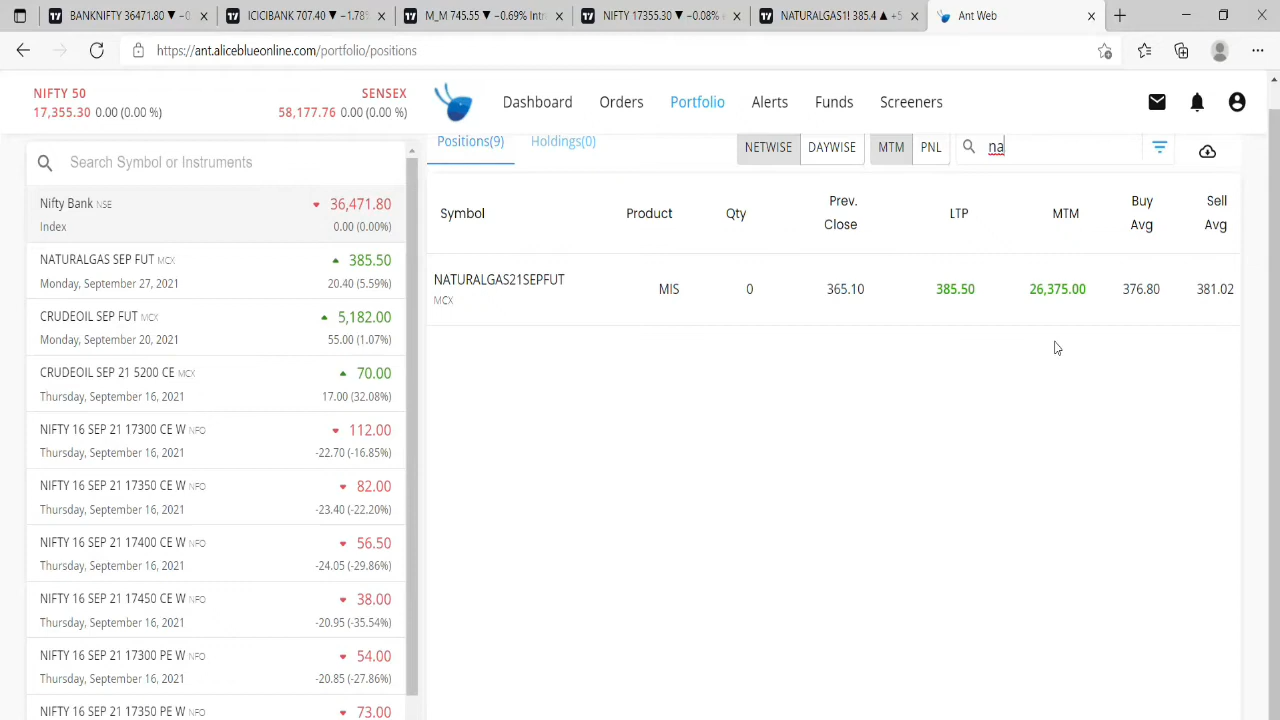 BANKNIFTY 36471.80 ▼ −0
ICICIBANK 707.40 ▼ −1.78%
M_M 745.55 ▼ −0.69% Intr
NIFTY 17355.30 ▼ −0.08%
NATURALGAS1! 385.4 ▲ +5
Ant Web
https://ant.aliceblueonline.com/portfolio/positions
NIFTY 50
SENSEX
17,355.30 0.00 (0.00 %)
58,177.76 0.00 (0.00 %)
Dashboard Orders Portfolio Alerts Funds Screeners
Search Symbol or Instruments
Nifty Bank NSE 36,471.80
Index 0.00 (0.00%)
NATURALGAS SEP FUT MCX 385.50
Monday, September 27, 2021 20.40 (5.59%)
CRUDEOIL SEP FUT MCX 5,182.00
Monday, September 20, 2021 55.00 (1.07%)
CRUDEOIL SEP 21 5200 CE MCX 70.00
Thursday, September 16, 2021 17.00 (32.08%)
NIFTY 16 SEP 21 17300 CE W NFO 112.00
Thursday, September 16, 2021 -22.70 (-16.85%)
NIFTY 16 SEP 21 17350 CE W NFO 82.00
Thursday, September 16, 2021 -23.40 (-22.20%)
NIFTY 16 SEP 21 17400 CE W NFO 56.50
Thursday, September 16, 2021 -24.05 (-29.86%)
NIFTY 16 SEP 21 17450 CE W NFO 38.00
Thursday, September 16, 2021 -20.95 (-35.54%)
NIFTY 16 SEP 21 17300 PE W NFO 54.00
Thursday, September 16, 2021 -20.85 (-27.86%)
NIFTY 16 SEP 21 17350 PE W NFO 73.00
Positions(9) Holdings(0)
NETWISE DAYWISE MTM PNL na
Symbol Product Qty Prev. Close LTP MTM Buy Avg Sell Avg
NATURALGAS21SEPFUT MIS 0 365.10 385.50 26,375.00 376.80 381.02
MCX